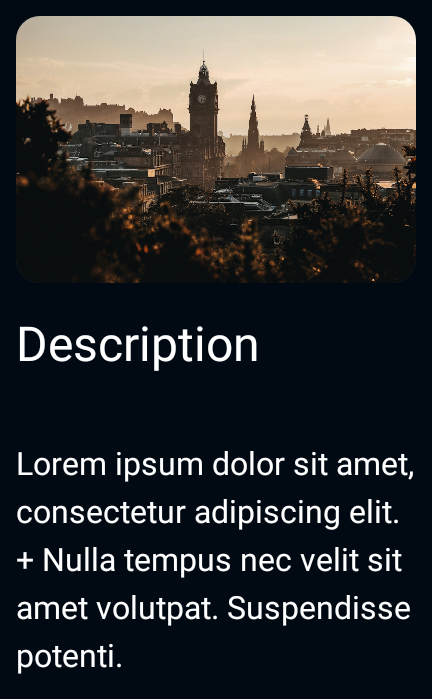 Description
Lorem ipsum dolor sit amet,
consectetur adipiscing elit.
+ Nulla tempus nec velit sit
amet volutpat. Suspendisse
potenti.